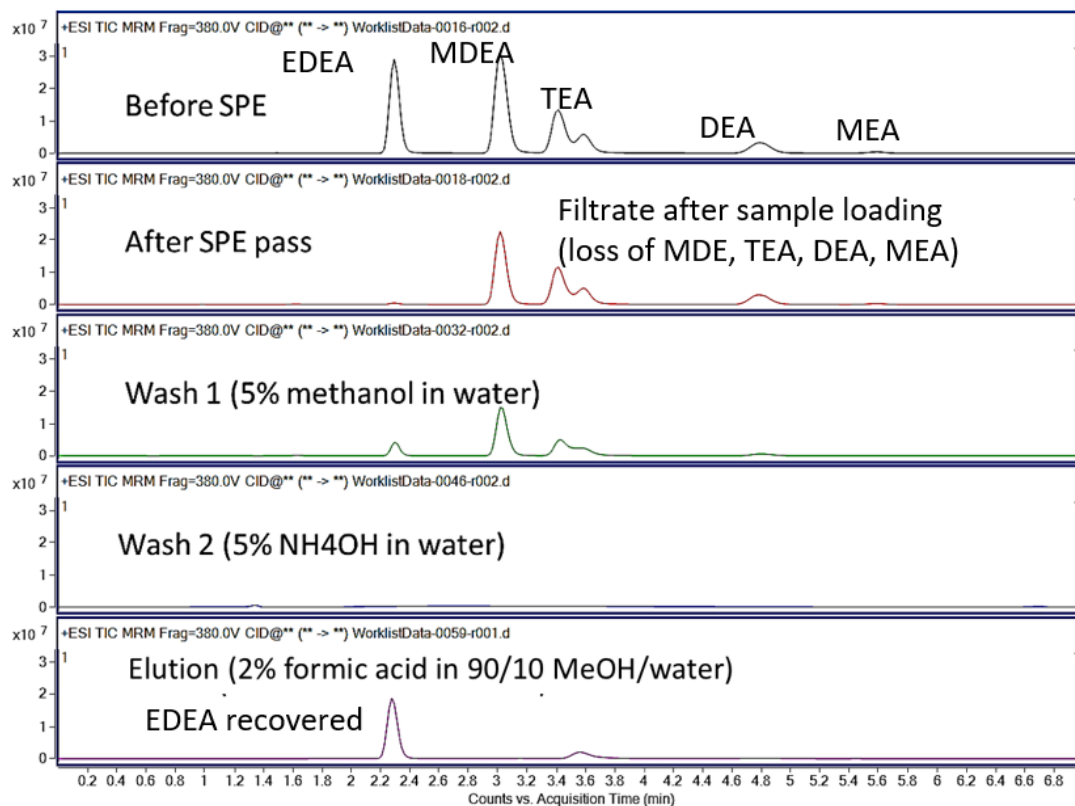 x10 7 +ESI TIC MRM Frag=380.0V CID@** (** -> **) WorklistData-0016-r002.d
1
3
2
1
0
EDEA
MDEA
TEA
DEA
MEA
Before SPE
x10 7 +ESI TIC MRM Frag=380.0V CID@** (** -> **) WorklistData-0018-r002.d
1
3
2
1
0
After SPE pass
Filtrate after sample loading
(loss of MDE, TEA, DEA, MEA)
x10 7 +ESI TIC MRM Frag=380.0V CID@** (** -> **) WorklistData-0032-r002.d
1
3
2
1
0
Wash 1 (5% methanol in water)
x10 7 +ESI TIC MRM Frag=380.0V CID@** (** -> **) WorklistData-0046-r002.d
1
3
2
1
0
Wash 2 (5% NH4OH in water)
x10 7 +ESI TIC MRM Frag=380.0V CID@** (** -> **) WorklistData-0059-r001.d
1
3
2
1
0
Elution (2% formic acid in 90/10 MeOH/water)
EDEA recovered
0.2 0.4 0.6 0.8 1 1.2 1.4 1.6 1.8 2 2.2 2.4 2.6 2.8 3 3.2 3.4 3.6 3.8 4 4.2 4.4 4.6 4.8 5 5.2 5.4 5.6 5.8 6 6.2 6.4 6.6 6.8
Counts vs. Acquisition Time (min)